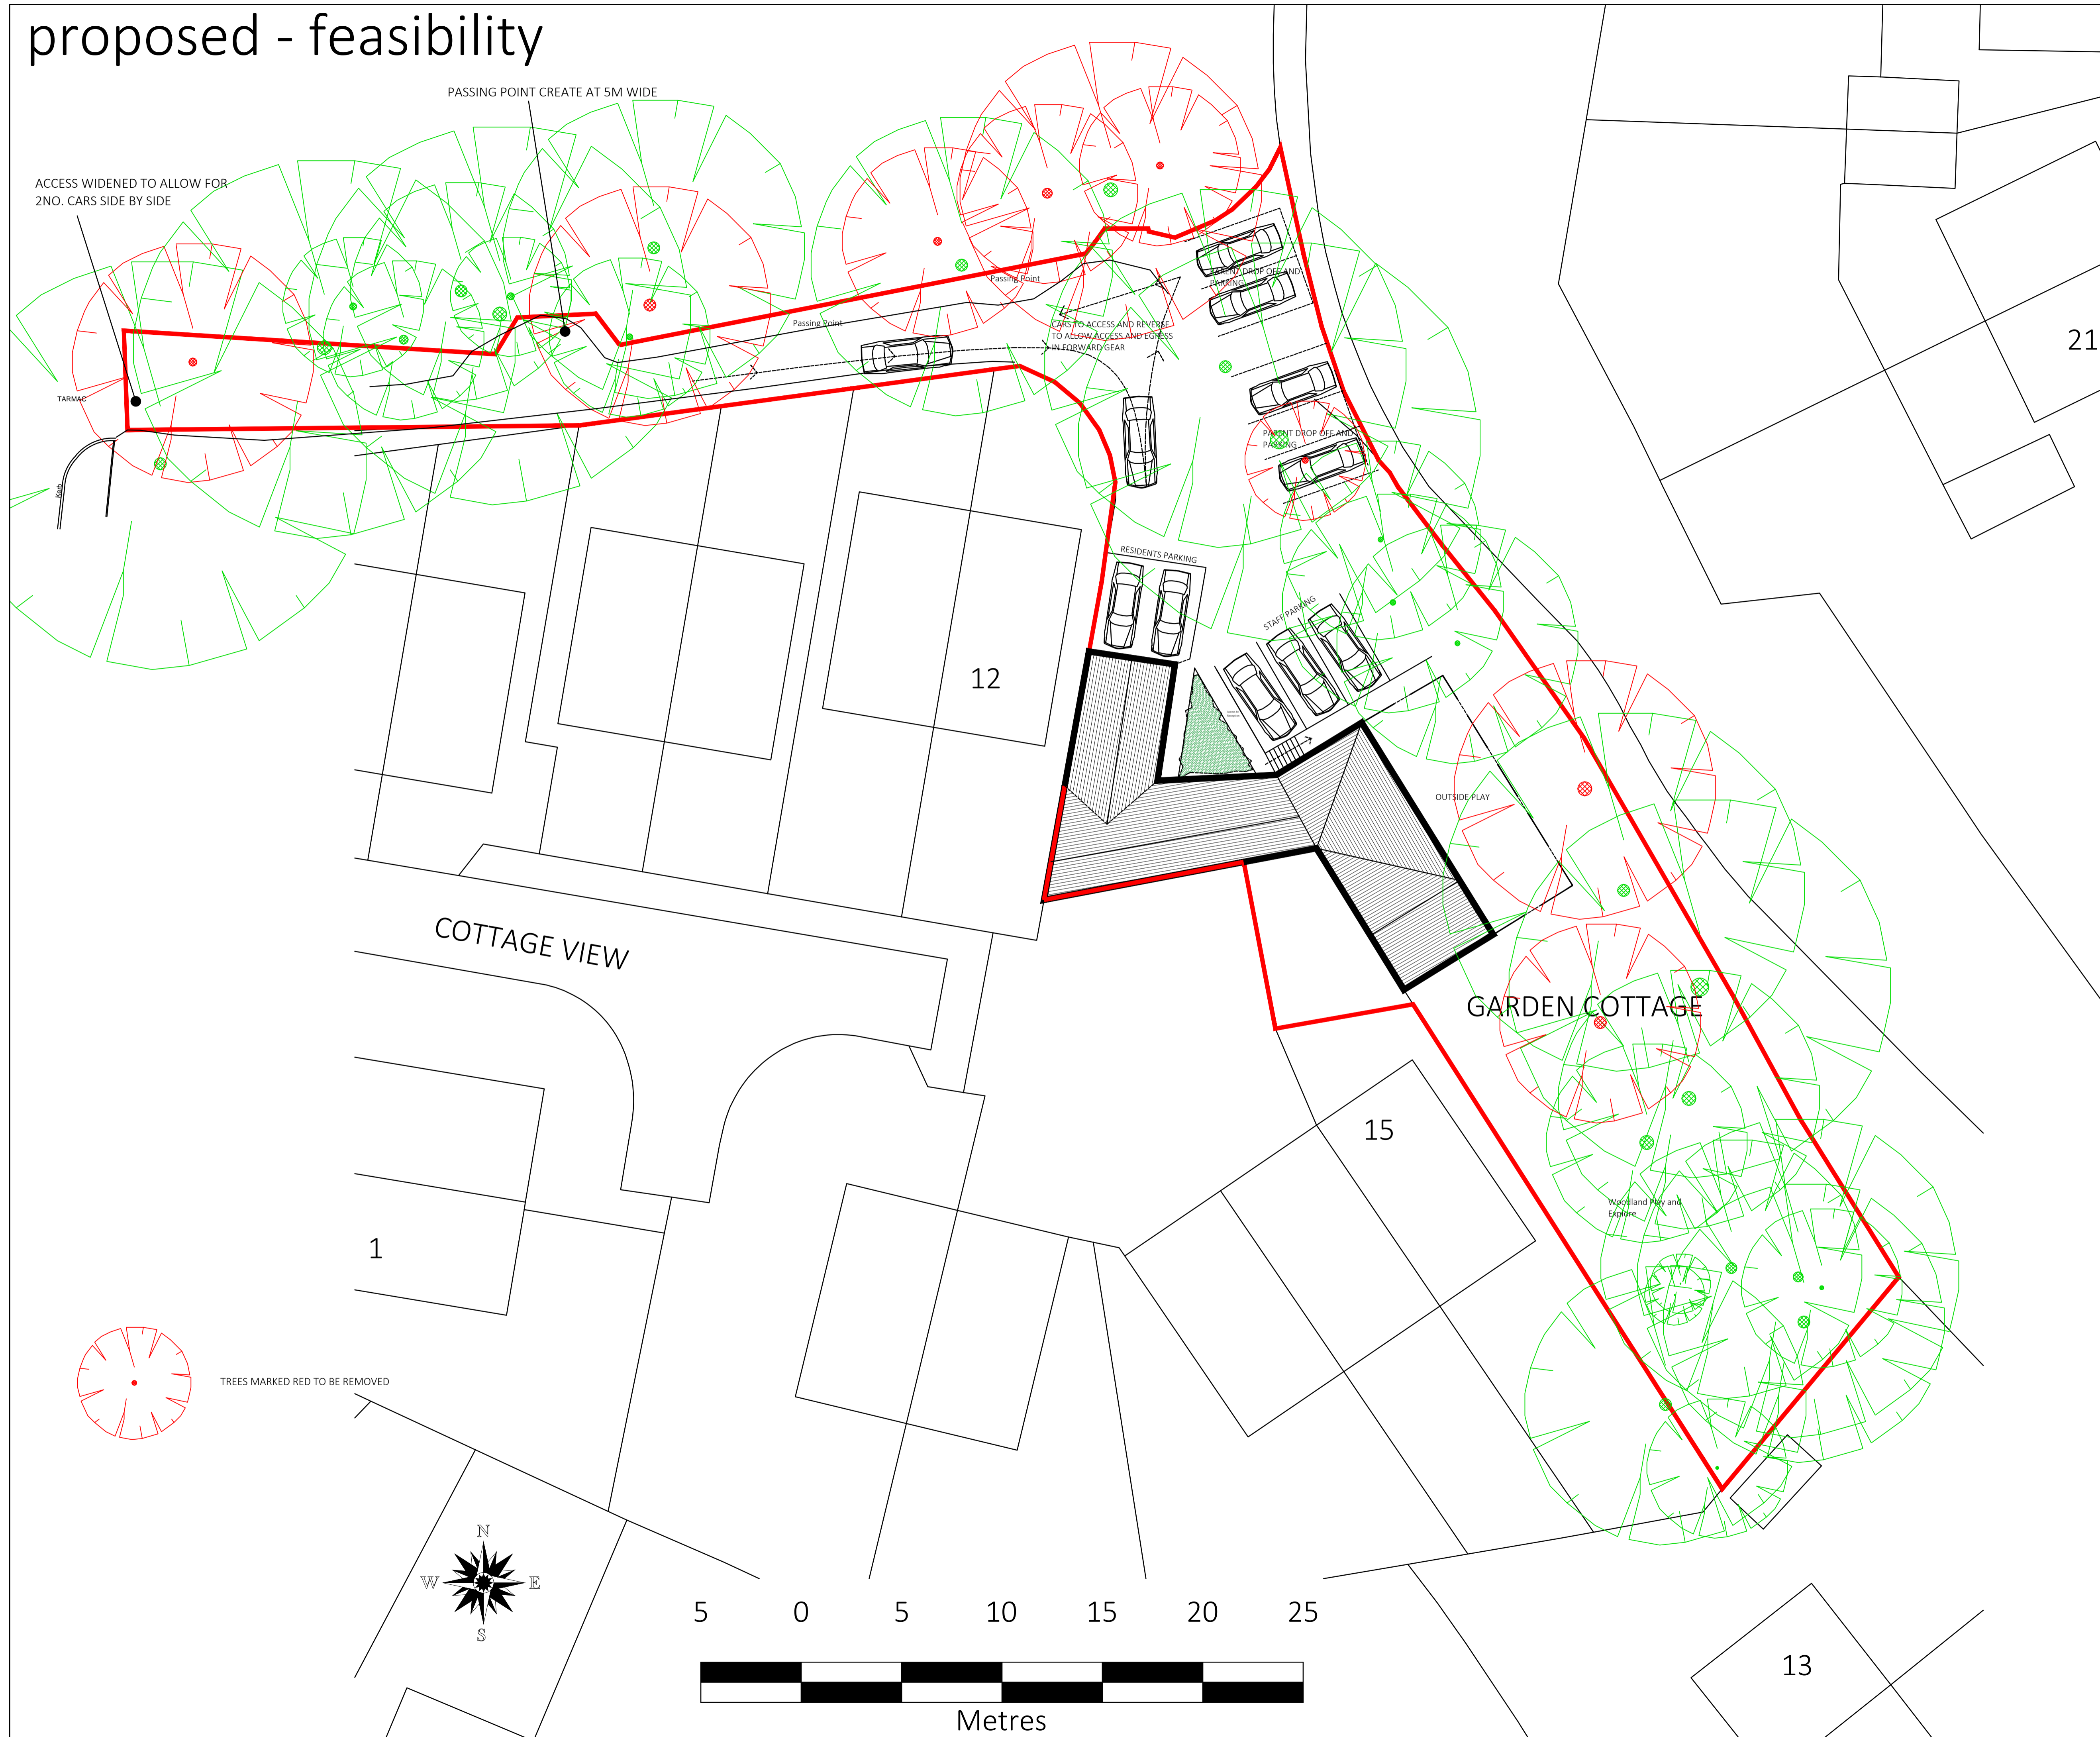 proposed - feasibility
PASSING POINT CREATE AT 5M WIDE
ACCESS WIDENED TO ALLOW FOR
2NO. CARS SIDE BY SIDE
PARENT DROP OFF AND
PARKING
Passing Point
Passing Point
CARS TO ACCESS AND REVERSE
TO ALLOW ACCESS AND EGRESS
IN FORWARD GEAR
21
TARMAC
PARENT DROP OFF AND
PARKING
Kerb
RESIDENTS PARKING
STAFF PARKING
12
OUTSIDE PLAY
COTTAGE VIEW
GARDEN COTTAGE
15
Woodland Play and
Explore
1
TREES MARKED RED TO BE REMOVED
N
W
E
S
5 0 5 10 15 20 25
Metres
13